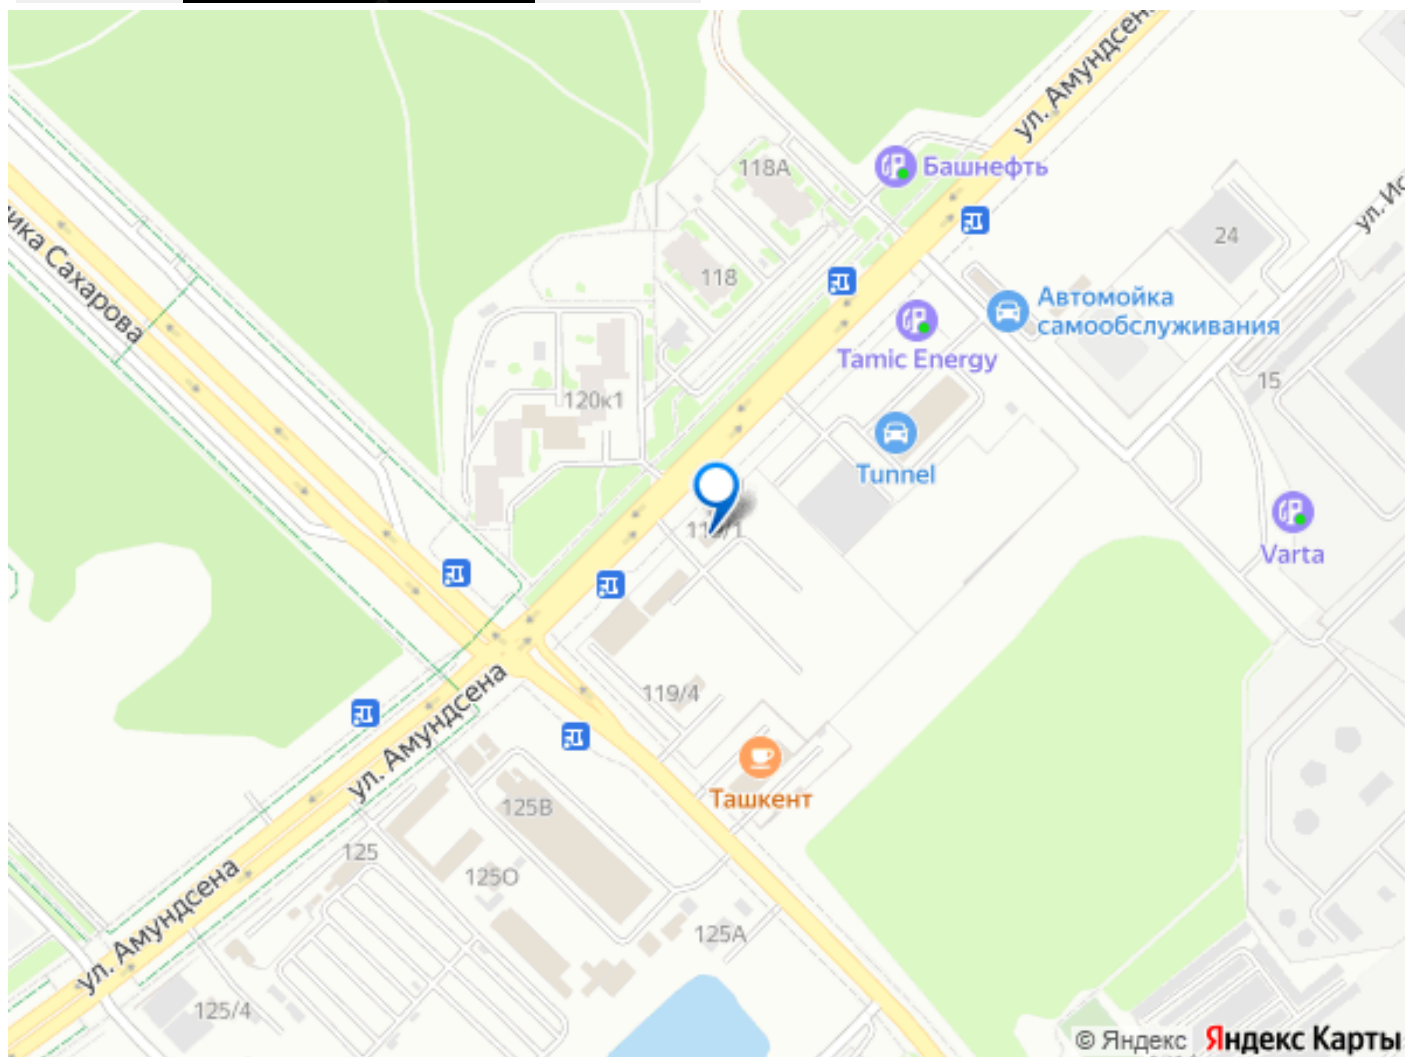 ул. Амундсен
118А
Башнефть
ика Сахарова
118
24
ул. Ис
Автомойка
самообслуживания
Tamic Energy
15
120к1
Tunnel
Varta
119/4
ул. Амундсена
Ташкент
125В
125
125О
ул. Амундсена
125А
125/4
© Яндекс Яндекс Карты